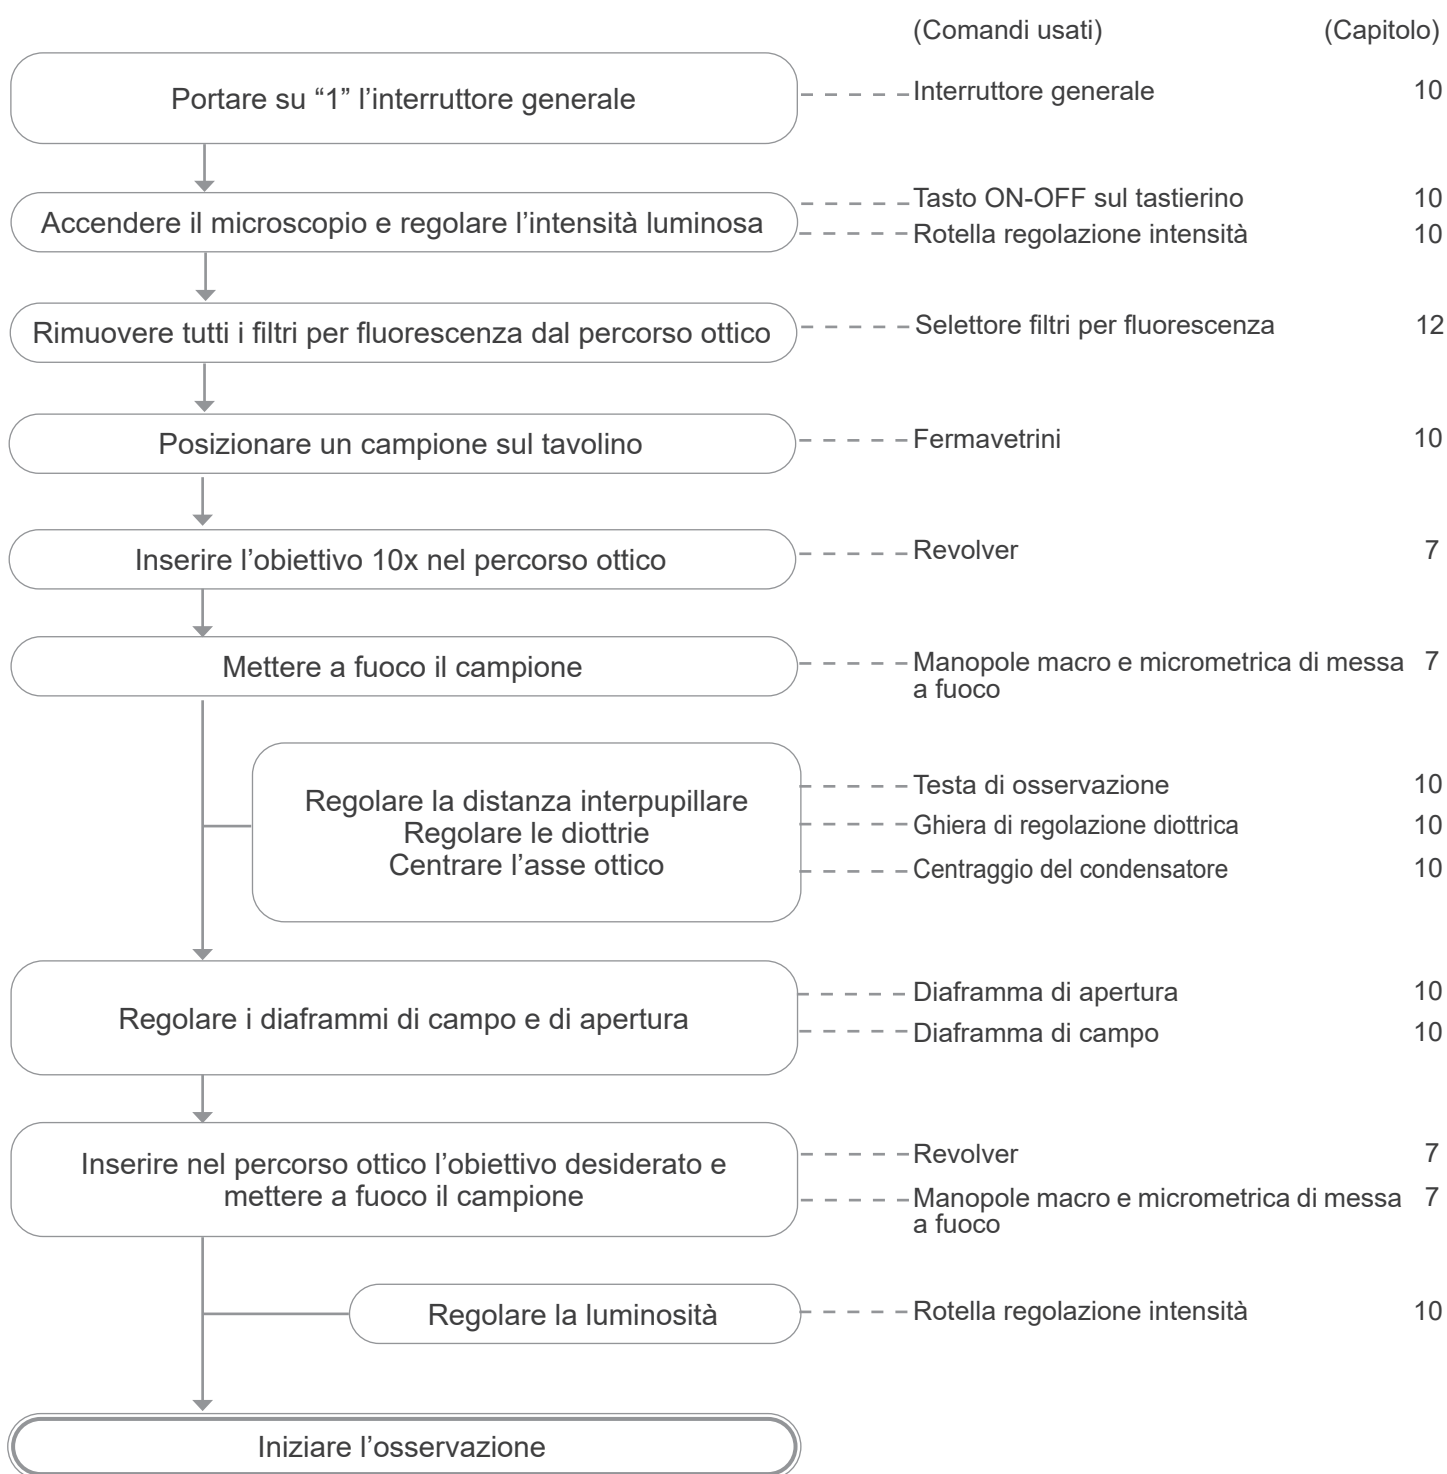 (Comandi usati) (Capitolo)
Portare su “1” l’interruttore generale
Interruttore generale 10
Accendere il microscopio e regolare l’intensità luminosa
Tasto ON-OFF sul tastierino 10
Rotella regolazione intensità 10
Rimuovere tutti i filtri per fluorescenza dal percorso ottico
Selettore filtri per fluorescenza 12
Posizionare un campione sul tavolino
Fermavetrini 10
Inserire l’obiettivo 10x nel percorso ottico
Revolver 7
Mettere a fuoco il campione
Manopole macro e micrometrica di messa 7
a fuoco
Regolare la distanza interpupillare
Regolare le diottrie
Centrare l’asse ottico
Testa di osservazione 10
Ghiera di regolazione diottrica 10
Centraggio del condensatore 10
Regolare i diaframmi di campo e di apertura
Diaframma di apertura 10
Diaframma di campo 10
Inserire nel percorso ottico l’obiettivo desiderato e
mettere a fuoco il campione
Revolver 7
Manopole macro e micrometrica di messa 7
a fuoco
Regolare la luminosità
Rotella regolazione intensità 10
Iniziare l’osservazione